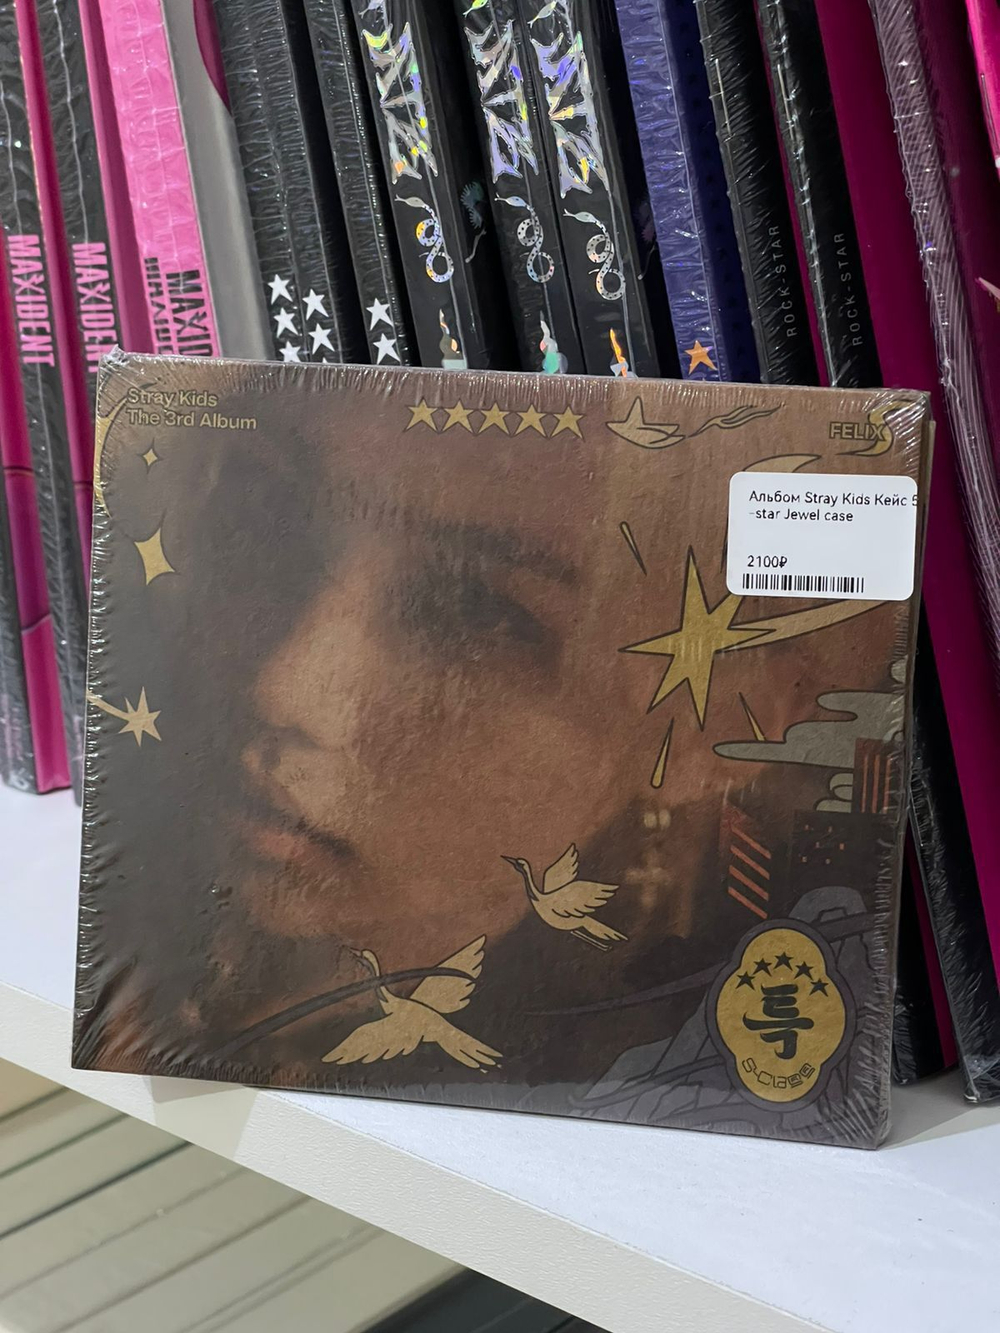 MAXIDENT
MAXIDENT
MAXIDENT
ROCK-STAR
ROCK-STAR
Stray Kids
The 3rd Album
FELIX
Альбом Stray Kids Кейс 5
-star Jewel case
2100₽
특